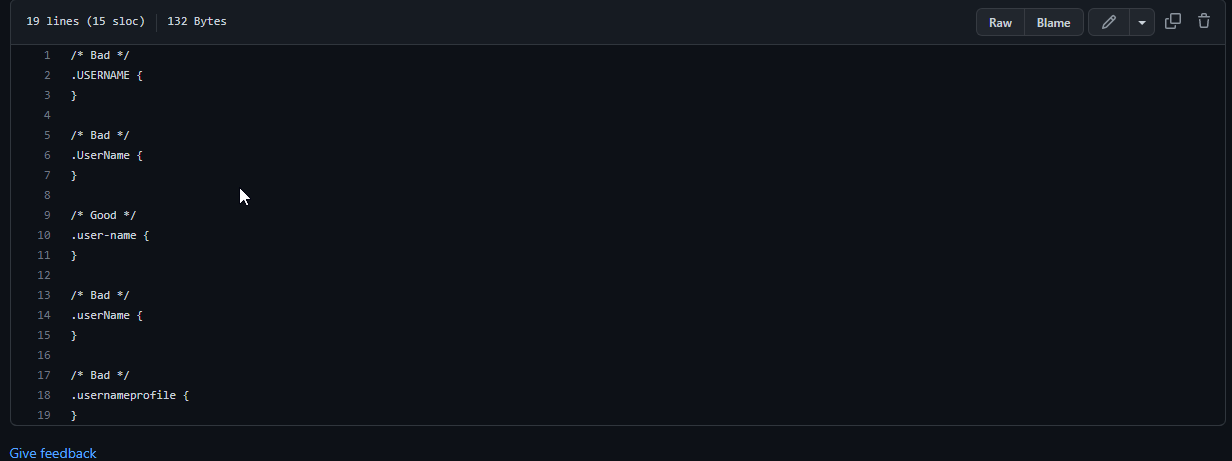 19 lines (15 sloc) 132 Bytes Raw Blame
1 /* Bad */
2 .USERNAME {
3 }
4
5 /* Bad */
6 .UserName {
7 }
8
9 /* Good */
10 .user-name {
11 }
12
13 /* Bad */
14 .userName {
15 }
16
17 /* Bad */
18 .usernameprofile {
19 }
Give feedback